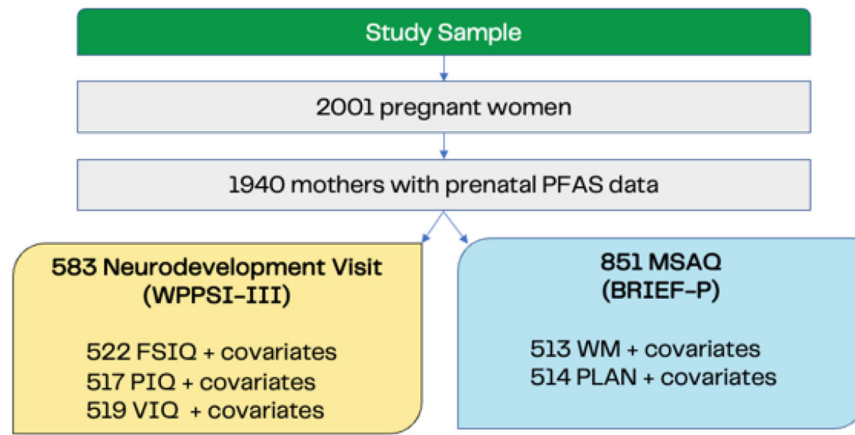 Study Sample
2001 pregnant women
1940 mothers with prenatal PFAS data
583 Neurodevelopment Visit
(WPPSI-III)
522 FSIQ + covariates
517 PIQ + covariates
519 VIQ + covariates
851 MSAQ
(BRIEF-P)
513 WM + covariates
514 PLAN + covariates